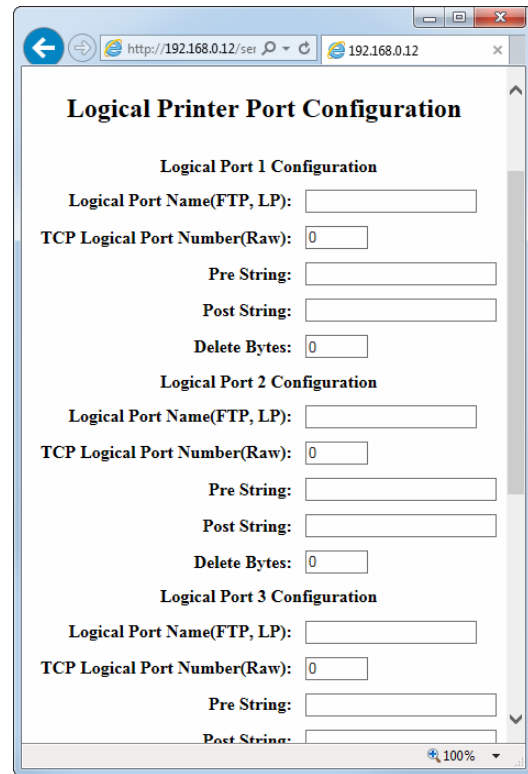 http://192.168.0.12/ser
192.168.0.12
Logical Printer Port Configuration
Logical Port 1 Configuration
Logical Port Name(FTP, LP):
TCP Logical Port Number(Raw): 0
Pre String:
Post String:
Delete Bytes: 0
Logical Port 2 Configuration
Logical Port Name(FTP, LP):
TCP Logical Port Number(Raw): 0
Pre String:
Post String:
Delete Bytes: 0
Logical Port 3 Configuration
Logical Port Name(FTP, LP):
TCP Logical Port Number(Raw): 0
Pre String:
Post String:
100%